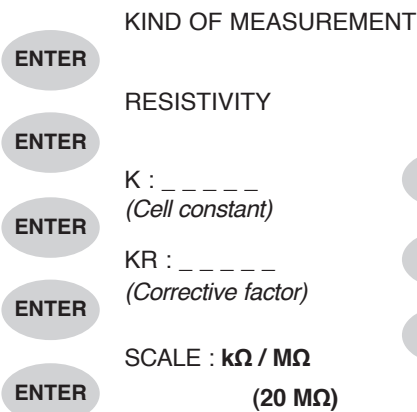 KIND OF MEASUREMENT
ENTER
RESISTIVITY
ENTER
K : _ _ _ _ _
(Cell constant)
ENTER
KR : _ _ _ _ _
(Corrective factor)
ENTER
SCALE : kΩ / MΩ
ENTER
(20 MΩ)